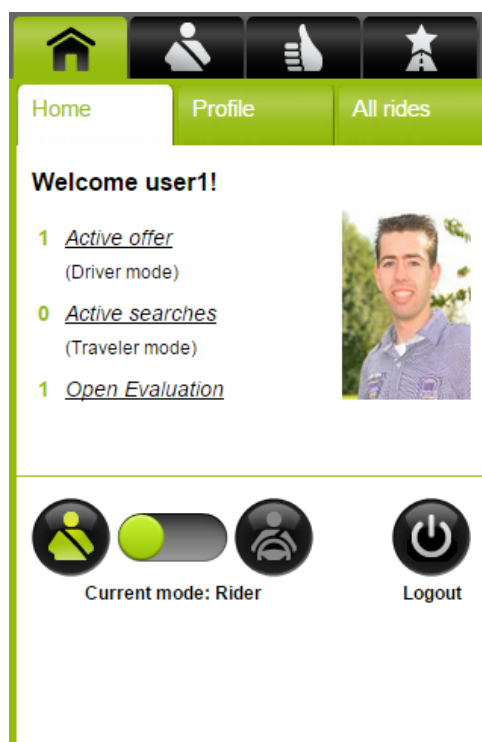 Home Profile All rides
Welcome user1!
1 Active offer
(Driver mode)
0 Active searches
(Traveler mode)
1 Open Evaluation
Current mode: Rider Logout